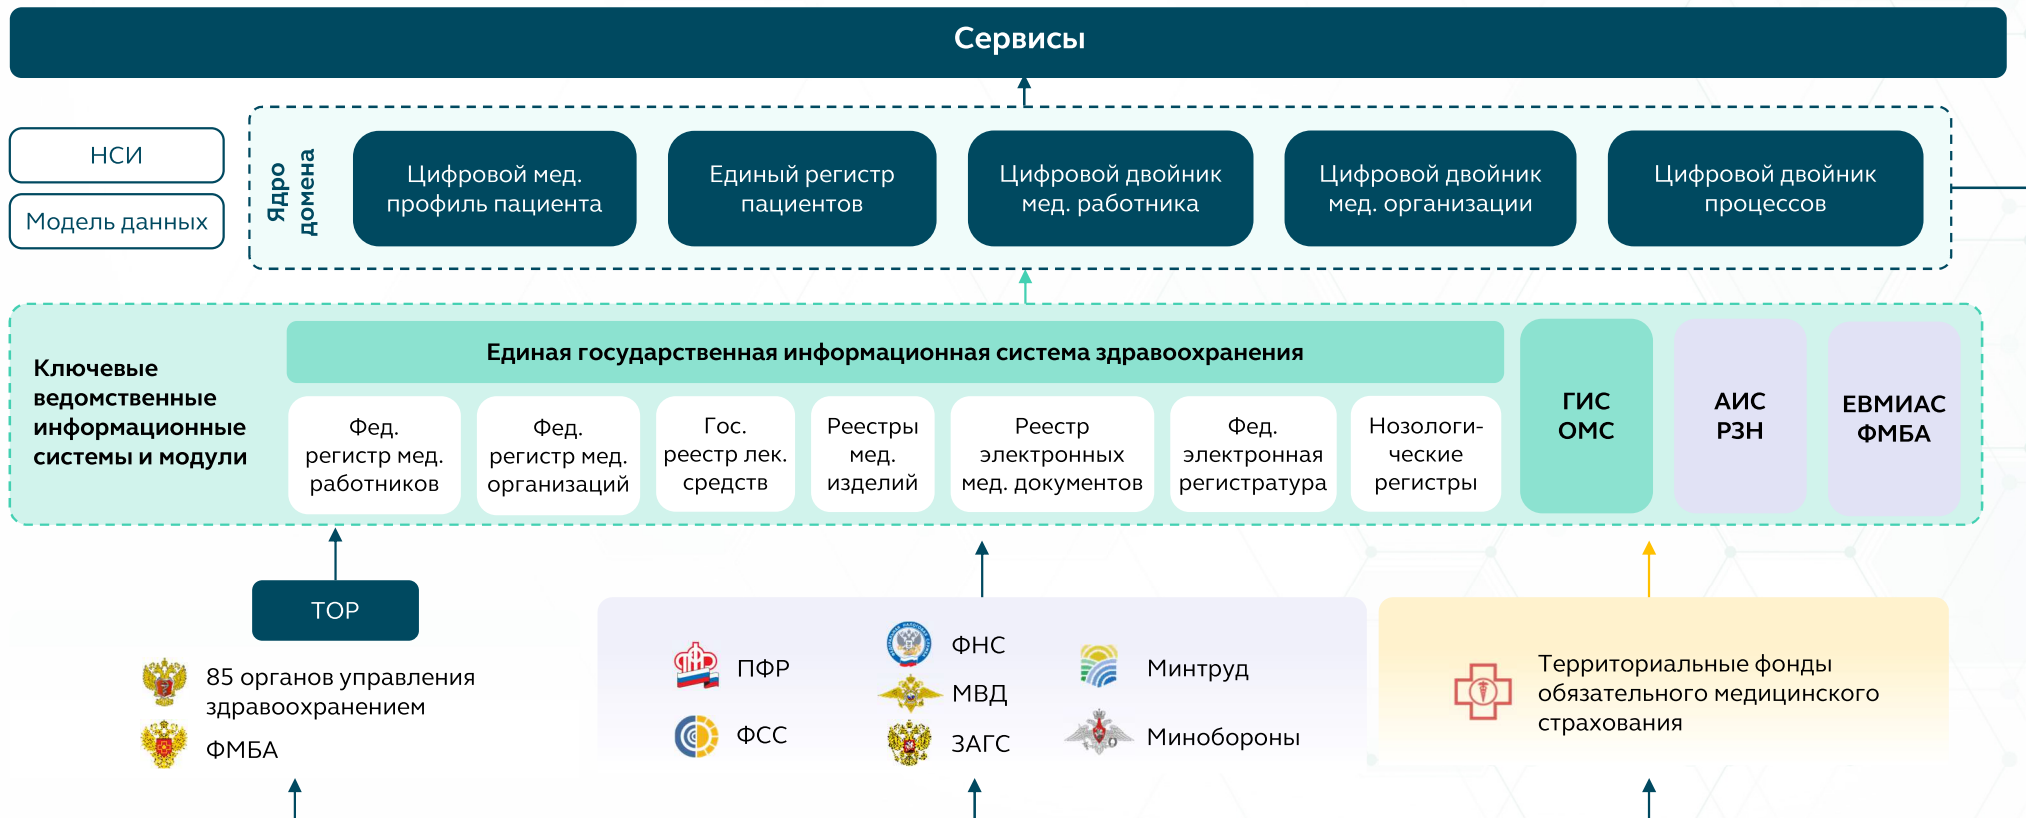 Сервисы
НСИ
Модель данных
Ядро
домена
Цифровой мед.
профиль пациента
Единый регистр
пациентов
Цифровой двойник
мед. работника
Цифровой двойник
мед. организации
Цифровой двойник
процессов
Ключевые
ведомственные
информационные
системы и модули
Единая государственная информационная система здравоохранения
Фед.
регистр мед.
работников
Фед.
регистр мед.
организаций
Гос.
реестр лек.
средств
Реестры
мед.
изделий
Реестр
электронных
мед. документов
Фед.
электронная
регистратура
Нозологи-
ческие
регистры
ГИС
ОМС
АИС
РЗН
ЕВМИАС
ФМБА
ТОР
85 органов управления
здравоохранением
ФМБА
ПФР
ФСС
ФНС
МВД
ЗАГС
Минтруд
Минобороны
Территориальные фонды
обязательного медицинского
страхования